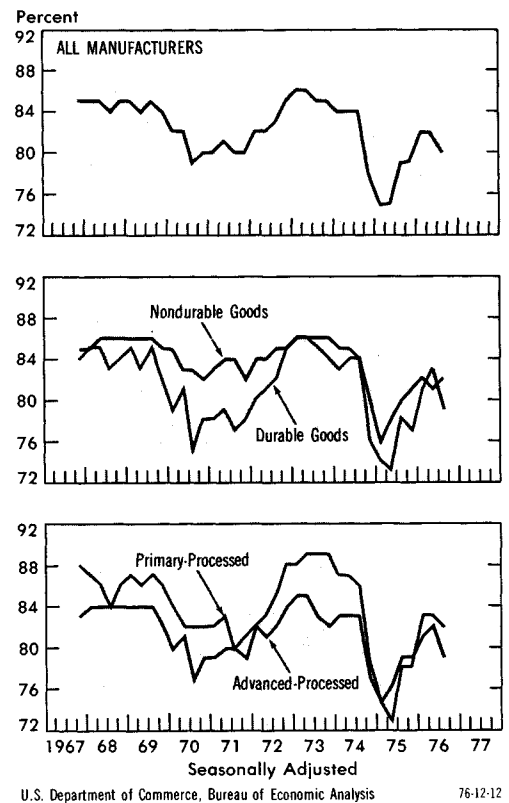 Percent
92
ALL MANUFACTURERS
88
84
80
76
72
92
88
Nondurable Goods
84
80
Durable Goods
76
72
92
Primary-Processed
88
84
80
Advanced-Processed
76
72
1967 68 69 70 71 72 73 74 75 76 77
Seasonally Adjusted
U.S. Department of Commerce, Bureau of Economic Analysis 76-12-12